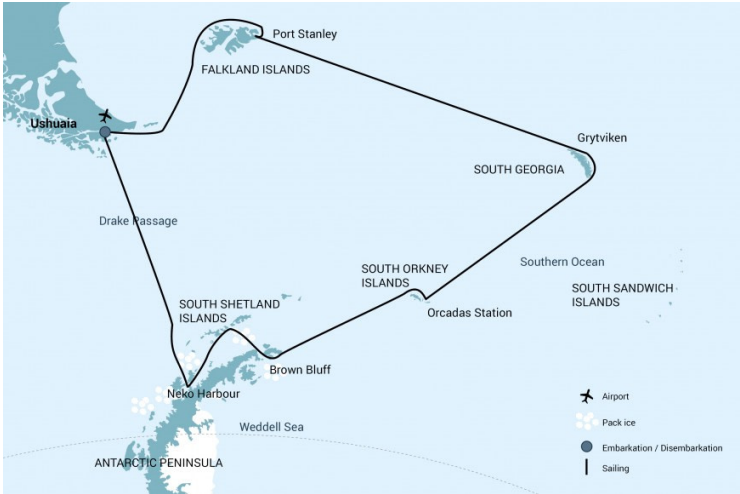 Port Stanley
FALKLAND ISLANDS
Ushuaia
Grytviken
SOUTH GEORGIA
Drake Passage
Southern Ocean
SOUTH ORKNEY
ISLANDS
SOUTH SANDWICH
ISLANDS
SOUTH SHETLAND
ISLANDS
Orcadas Station
Brown Bluff
Neko Harbour
Weddell Sea
ANTARCTIC PENINSULA
Airport
Pack ice
Embarkation / Disembarkation
Sailing